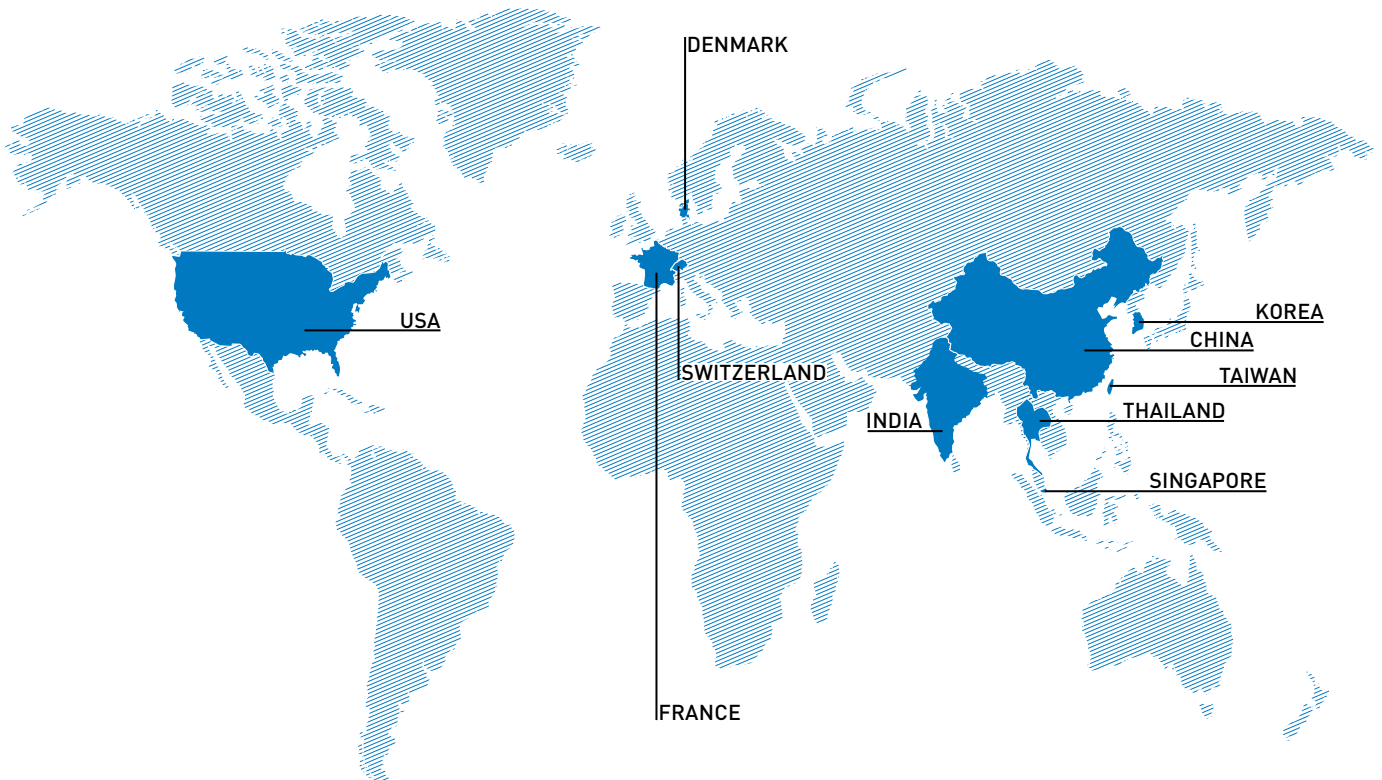 DENMARK
USA
KOREA
CHINA
SWITZERLAND
TAIWAN
THAILAND
INDIA
SINGAPORE
FRANCE